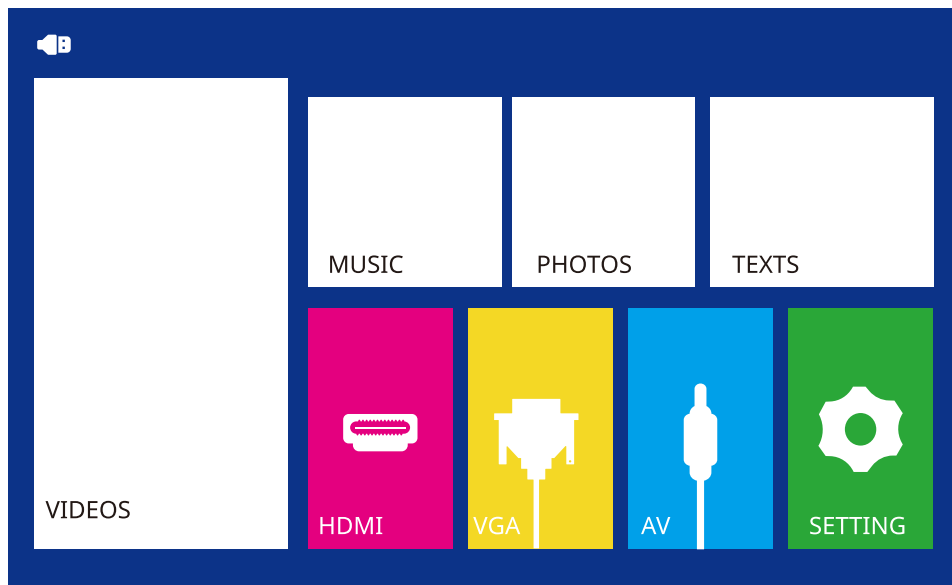 MUSIC
PHOTOS
TEXTS
VIDEOS
HDMI
VGA
AV
SETTING